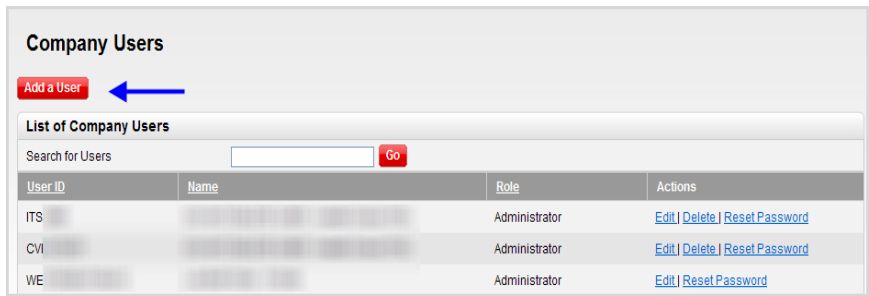 Company Users
Add a User
List of Company Users
Search for Users Go
User ID Name Role Actions
ITS Administrator Edit | Delete | Reset Password
CVI Administrator Edit | Delete | Reset Password
WE Administrator Edit | Reset Password